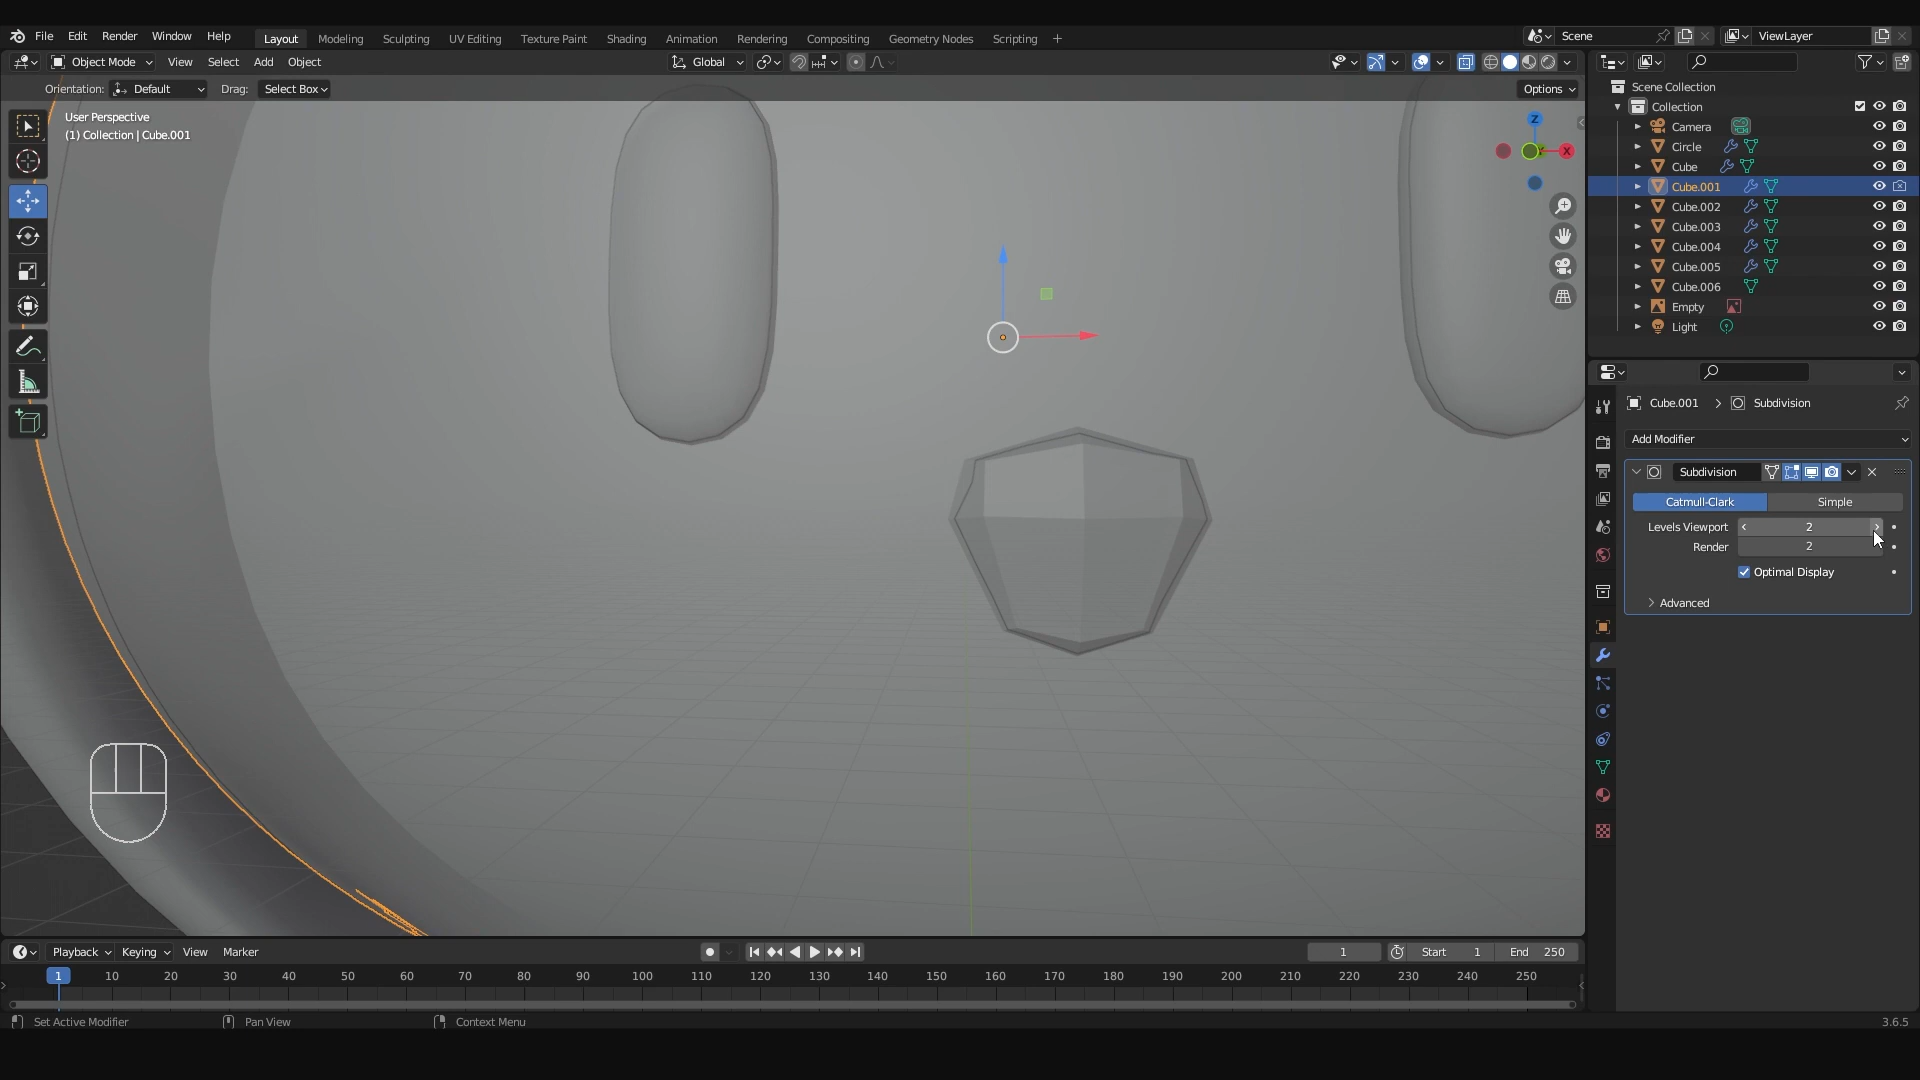 File Edit Render Window Help Layout Modeling Sculpting UV Editing Texture Paint Shading Animation Rendering Compositing Geometry Nodes Scripting + Scene ViewLayer
Object Mode View Select Add Object Global
Orientation: Default Drag: Select Box Options
User Perspective
(1) Collection | Cube.001
Z
X
Scene Collection
Collection
Camera
Circle
Cube
Cube.001
Cube.002
Cube.003
Cube.004
Cube.005
Cube.006
Empty
Light
Cube.001 > Subdivision
Add Modifier
Subdivision
Catmull-Clark Simple
Levels Viewport 2
Render 2
Optimal Display
Advanced
Playback Keying View Marker 1 Start 1 End 250
1 10 20 30 40 50 60 70 80 90 100 110 120 130 140 150 160 170 180 190 200 210 220 230 240 250
Set Active Modifier Pan View Context Menu 3.6.5